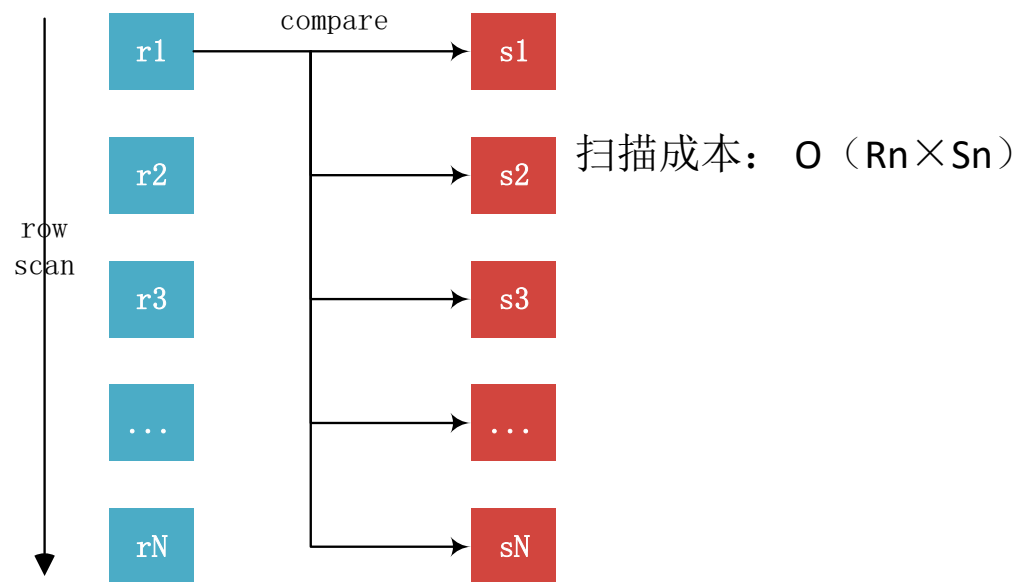 compare
r1
s1
r2
s2
扫描成本： O（Rn×Sn）
row
scan
r3
s3
...
...
rN
sN